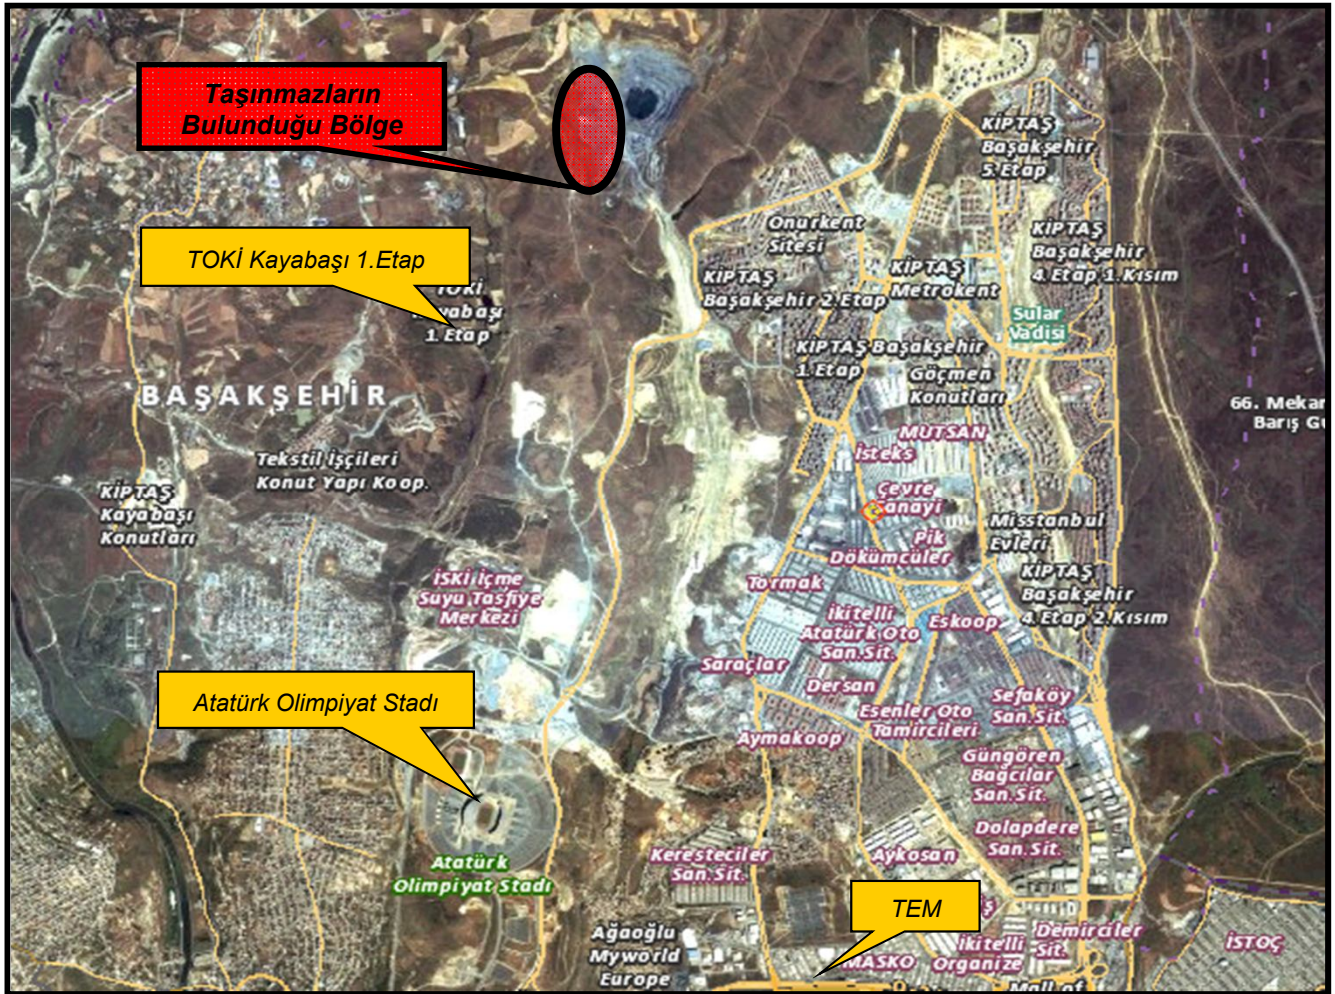 Taşınmazların
Bulunduğu Bölge
TOKİ Kayabaşı 1.Etap
TOKİ
1.Etap
KİPTAŞ
Başakşehir
5.Etap
Onurkent
Sitesi
KİPTAŞ
Başakşehir
4.Etap 1.Kısım
KİPTAŞ
Başakşehir 2.Etap
KİPTAŞ
Metrokent
Sular
Vadisi
KİPTAŞ Başakşehir
1.Etap
Göçmen
Konutları
BAŞAKŞEHİR
66. Mekan
Barış
MUTSAN
İsteks
Tekstil İşçileri
Konut Yapı Koop.
KİPTAŞ
Kayabaşı
Konutları
Çevre
Sanayi
Pik
Dökümcüler
Misstanbul
Evleri
KİPTAŞ
Başakşehir
4.Etap 2.Kısım
İSKİ İçme
Suyu Tasfiye
Merkezi
Tormak
İkitelli
Atatürk Oto
San.Sit.
Eskoop
Saraçlar
Dersan
Sefaköy
San.Sit.
Atatürk Olimpiyat Stadı
Esenler Oto
Tamircileri
Aymakoop
Güngören
Bağcılar
San.Sit.
Dolapdere
San.Sit.
Atatürk
Olimpiyat Stadı
Keresteciler
San.Sit.
Aykosan
TEM
Ağaoğlu
Myworld
Europe
MASKO
İkitelli
Organize
Demirciler
Sit.
İSTOÇ
Mall of